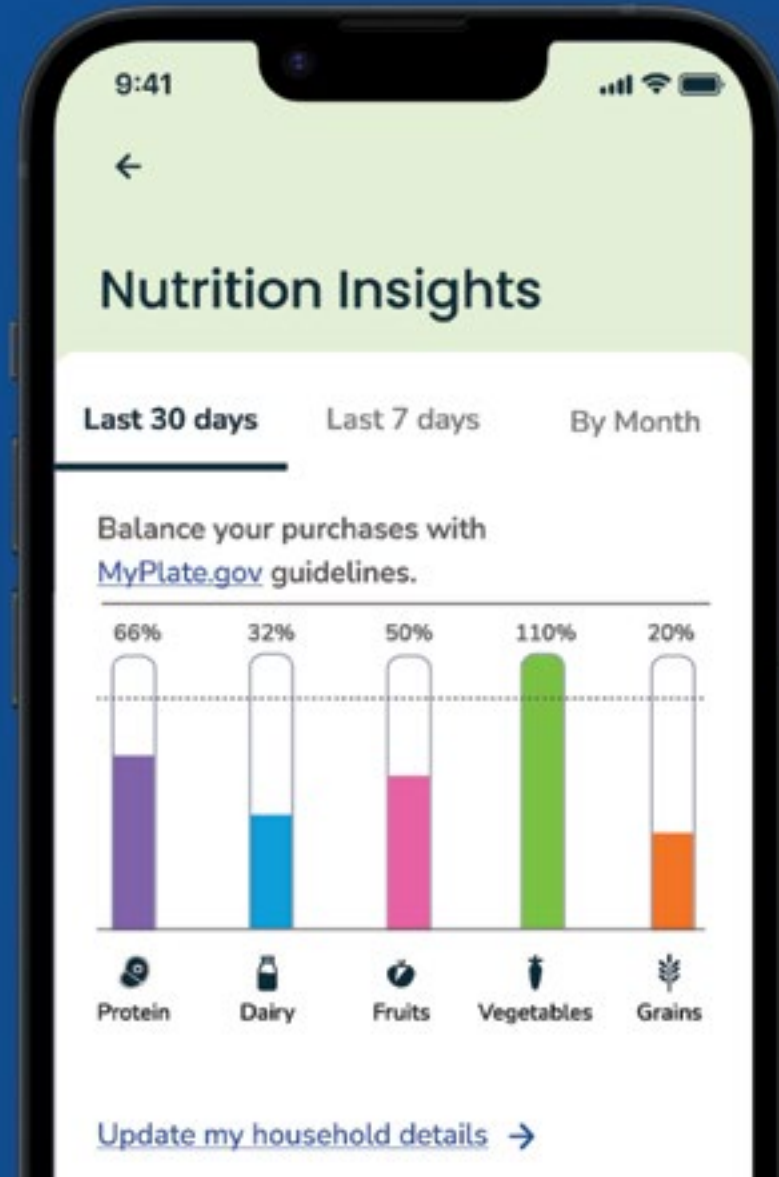 9:41
Nutrition Insights
Last 30 days Last 7 days By Month
Balance your purchases with
MyPlate.gov guidelines.
66% 32% 50% 110% 20%
Protein Dairy Fruits Vegetables Grains
Update my household details →